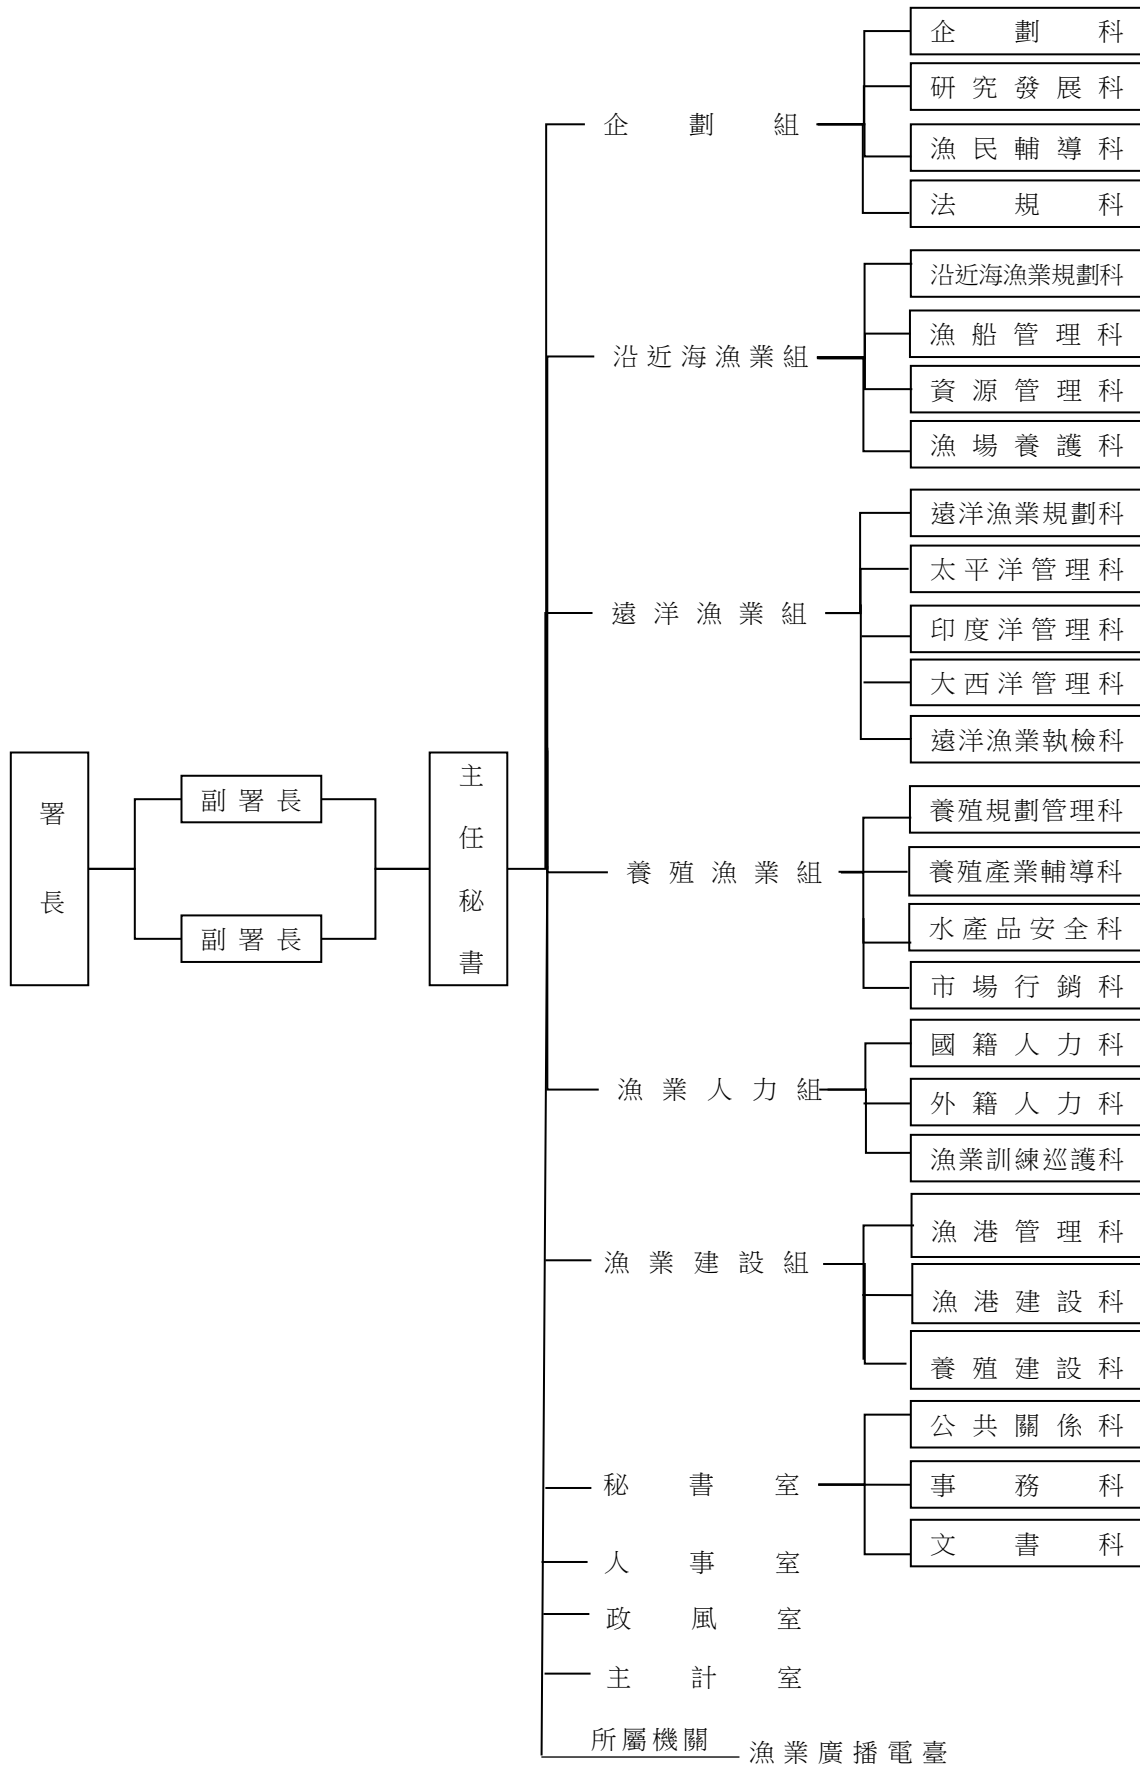 署長
副署長
副署長
主任秘書
企劃組
企劃科
研究發展科
漁民輔導科
法規科
沿近海漁業組
沿近海漁業規劃科
漁船管理科
資源管理科
漁場養護科
遠洋漁業組
遠洋漁業規劃科
太平洋管理科
印度洋管理科
大西洋管理科
遠洋漁業執檢科
養殖漁業組
養殖規劃管理科
養殖產業輔導科
水產品安全科
市場行銷科
漁業人力組
國籍人力科
外籍人力科
漁業訓練巡護科
漁業建設組
漁港管理科
漁港建設科
養殖建設科
秘書室
公共關係科
事務科
文書科
人事室
政風室
主計室
所屬機關
漁業廣播電臺